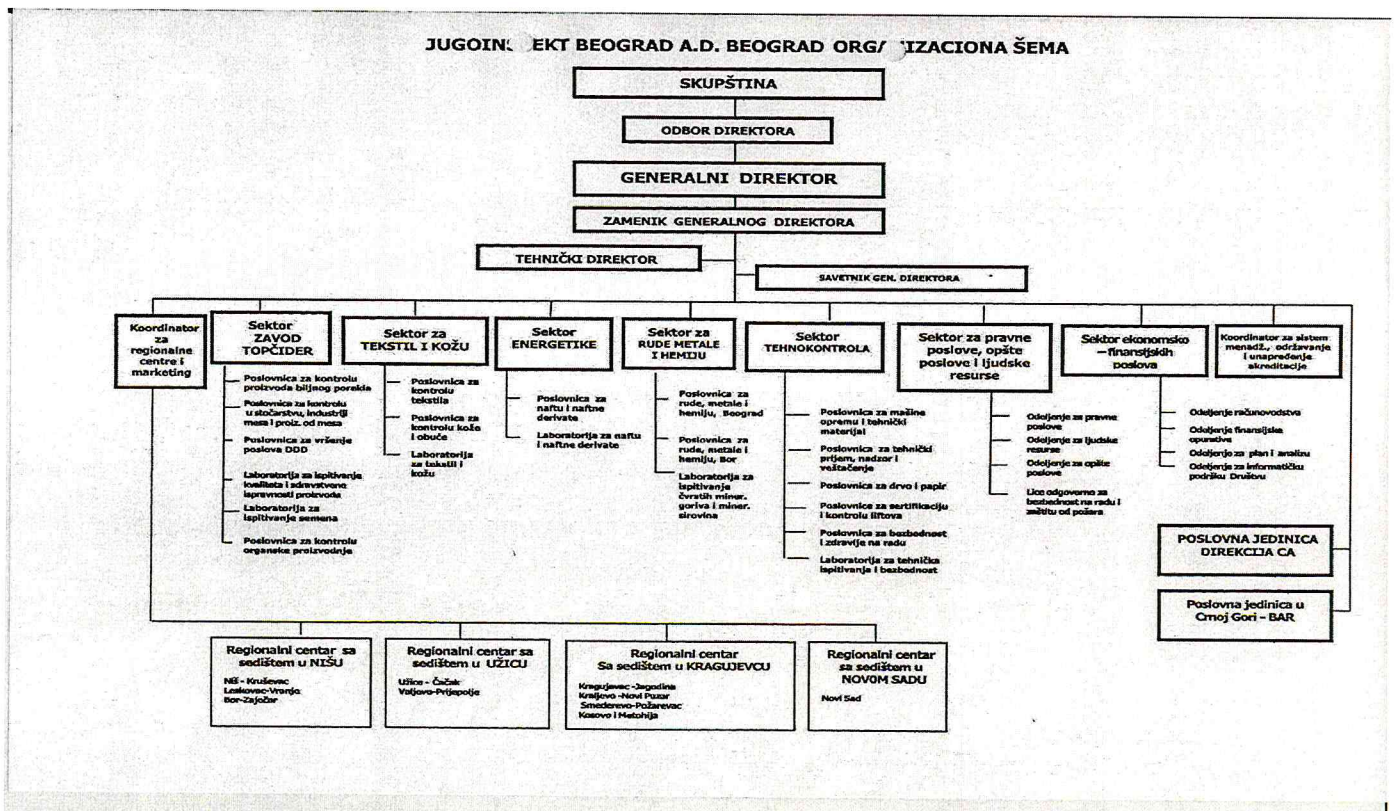 JUGOIN EKT BEOGRAD A.D. BEOGRAD ORG IZACIONA ŠEMA
SKUPŠTINA
ODBOR DIREKTORA
GENERALNI DIREKTOR
ZAMENIK GENERALNOG DIREKTORA
TEHNIČKI DIREKTOR
SAVETNIK GEN. DIREKTORA
Koordinator
za
regionalne
centre i
marketing
Sektor
ZAVOD
TOPČIDER
Poslovnica za kontrolu
proizvoda biljnog porekla
Poslovnica za kontrolu
u stočarstvu, industriji
mesa i proiz. od mesa
Poslovnica za vršenje
poslova DDD
Laboratorija za ispitivanje
kvaliteta i zdravstvene
ispravnosti proizvoda
Laboratorija za
ispitivanje semena
Poslovnica za kontrolu
organske proizvodnje
Sektor za
TEKSTIL I KOŽU
Poslovnica za
kontrolu
tekstila
Poslovnica za
kontrolu kože
i obuće
Laboratorija
za tekstil i
kožu
Sektor
ENERGETIKE
Poslovnica za
naftu i naftne
derivate
Laboratorija za naftu
i naftne derivate
Sektor za
RUDE METALE
I HEMIJU
Poslovnica za
rude, metale i
hemiju, Beograd
Poslovnica za
rude, metale i
hemiju, Bor
Laboratorija za
ispitivanje
čvrstih miner.
goriva i miner.
sirovina
Sektor
TEHNOKONTROLA
Poslovnica za mašine
opremu i tehnički
materijal
Poslovnica za tehnički
prijem, nadzor i
veštačenje
Poslovnica za drvo i papir
Poslovnica za sertifikaciju
i kontrolu liftova
Poslovnica za bezbednost
i zdravlje na radu
Laboratorija za tehnička
ispitivanja i bezbednost
Sektor za pravne
poslove, opšte
poslove i ljudske
resurse
Odeljenje za pravne
poslove
Odeljenje za ljudske
resurse
Odeljenje za opšte
poslove
Lice odgovorno za
bezbednost na radu i
zaštitu od požara
Sektor ekonomsko
– finansijskih
poslova
Odeljenje računovodstva
Odeljenje finansijske
operative
Odeljenje za plan i analizu
Odeljenje za informatičku
podršku Društvu
Koordinator za sistem
menadž., održavanje
i unapređenje
akreditacije
POSLOVNA JEDINICA
DIREKCIJA CA
Poslovna jedinica u
Crnoj Gori – BAR
Regionalni centar sa
sedištem u NIŠU
Niš - Kruševac
Leskovac-Vranje
Bor-Zaječar
Regionalni centar sa
sedištem u UŽICU
Užice - Čačak
Valjevo-Prijepolje
Regionalni centar
Sa sedištem u KRAGUJEVCU
Kragujevac -Jagodina
Kraljevo -Novi Pazar
Smederevo-Požarevac
Kosovo i Metohija
Regionalni centar
sa sedištem u
NOVOM SADU
Novi Sad